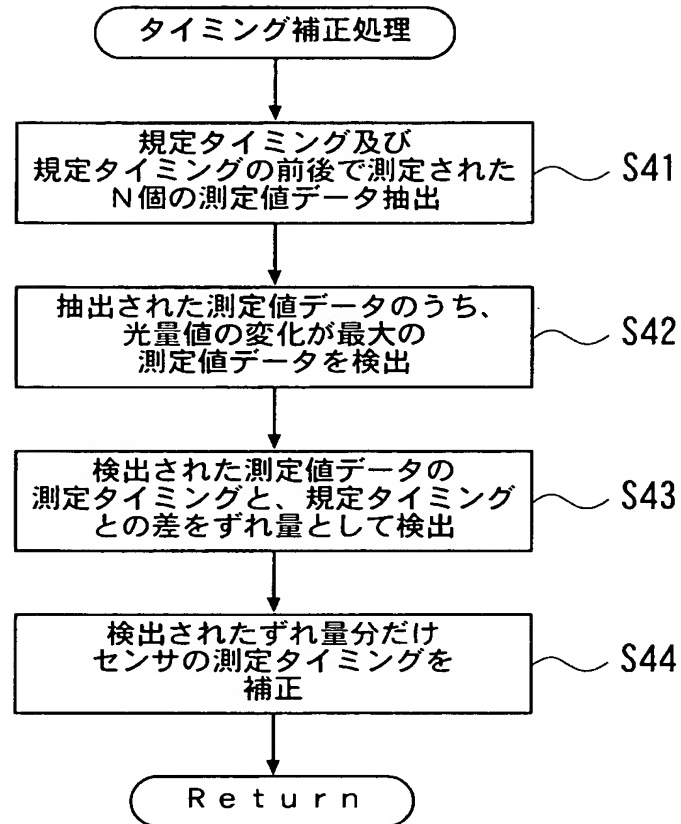 タイミング補正処理
規定タイミング及び
規定タイミングの前後で測定された
N個の測定値データ抽出
S41
抽出された測定値データのうち、
光量値の変化が最大の
測定値データを検出
S42
検出された測定値データの
測定タイミングと、規定タイミング
との差をずれ量として検出
S43
検出されたずれ量分だけ
センサの測定タイミングを
補正
S44
Return